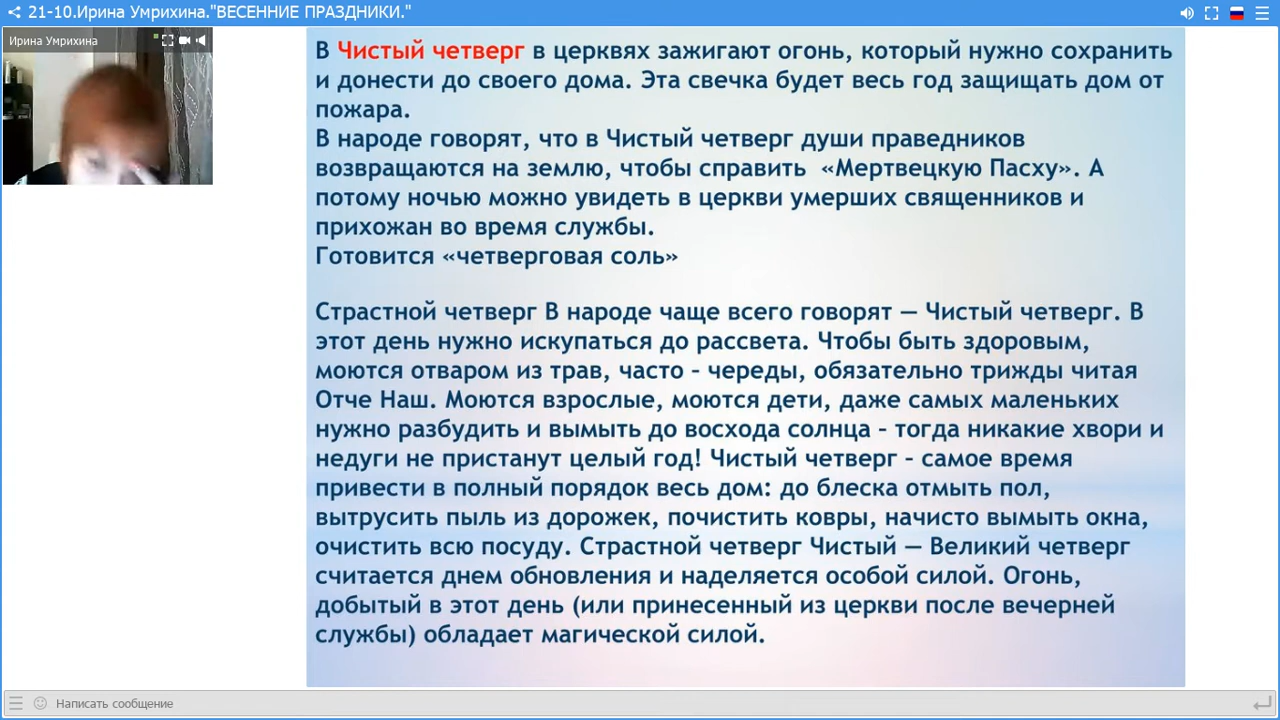 21-10.Ирина Умрихина."ВЕСЕННИЕ ПРАЗДНИКИ."
Ирина Умрихина
В Чистый четверг в церквях зажигают огонь, который нужно сохранить
и донести до своего дома. Эта свечка будет весь год защищать дом от
пожара.
В народе говорят, что в Чистый четверг души праведников
возвращаются на землю, чтобы справить «Мертвецкую Пасху». А
потому ночью можно увидеть в церкви умерших священников и
прихожан во время службы.
Готовится «четверговая соль»
Страстной четверг В народе чаще всего говорят — Чистый четверг. В
этот день нужно искупаться до рассвета. Чтобы быть здоровым,
моются отваром из трав, часто – череды, обязательно трижды читая
Отче Наш. Моются взрослые, моются дети, даже самых маленьких
нужно разбудить и вымыть до восхода солнца – тогда никакие хвори и
недуги не пристанут целый год! Чистый четверг – самое время
привести в полный порядок весь дом: до блеска отмыть пол,
вытрусить пыль из дорожек, почистить ковры, начисто вымыть окна,
очистить всю посуду. Страстной четверг Чистый — Великий четверг
считается днем обновления и наделяется особой силой. Огонь,
добытый в этот день (или принесенный из церкви после вечерней
службы) обладает магической силой.
Написать сообщение